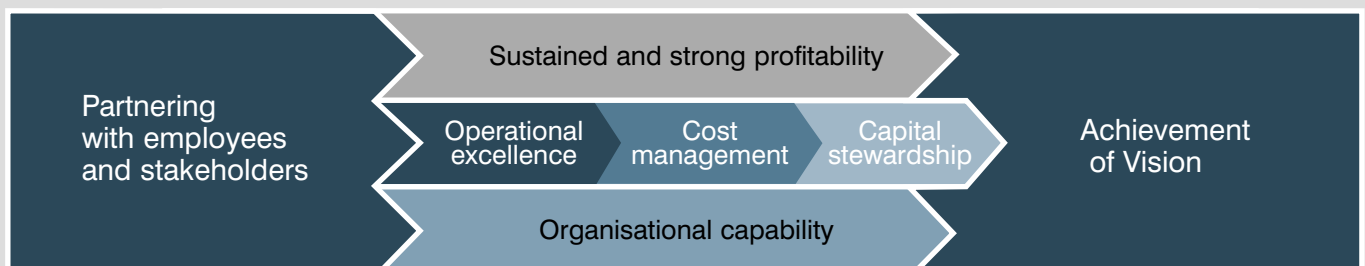 Partnering
with employees
and stakeholders
Sustained and strong profitability
Operational
excellence
Cost
management
Capital
stewardship
Organisational capability
Achievement
of Vision